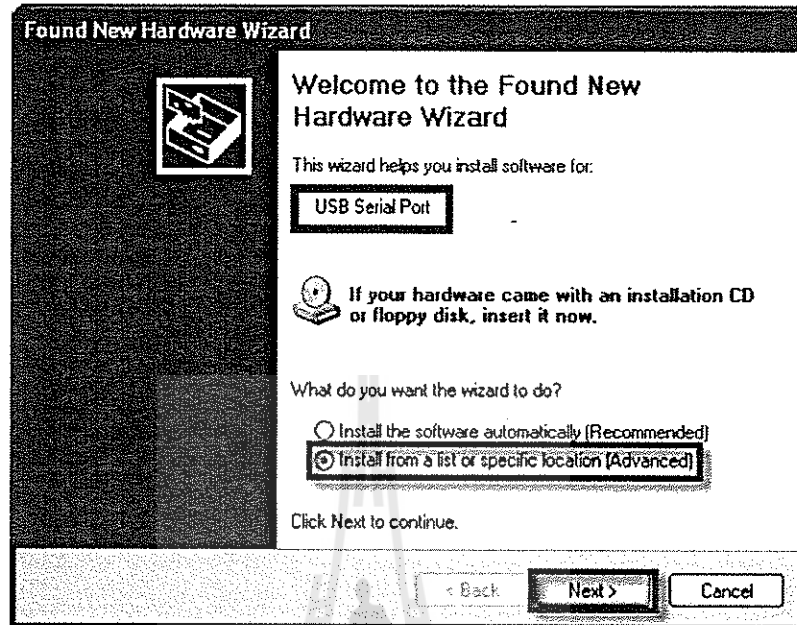 Found New Hardware Wizard
Welcome to the Found New
Hardware Wizard
This wizard helps you install software for:
USB Serial Port
If your hardware came with an installation CD
or floppy disk, insert it now.
What do you want the wizard to do?
Install the software automatically (Recommended)
Install from a list or specific location (Advanced)
Click Next to continue.
< Back Next > Cancel